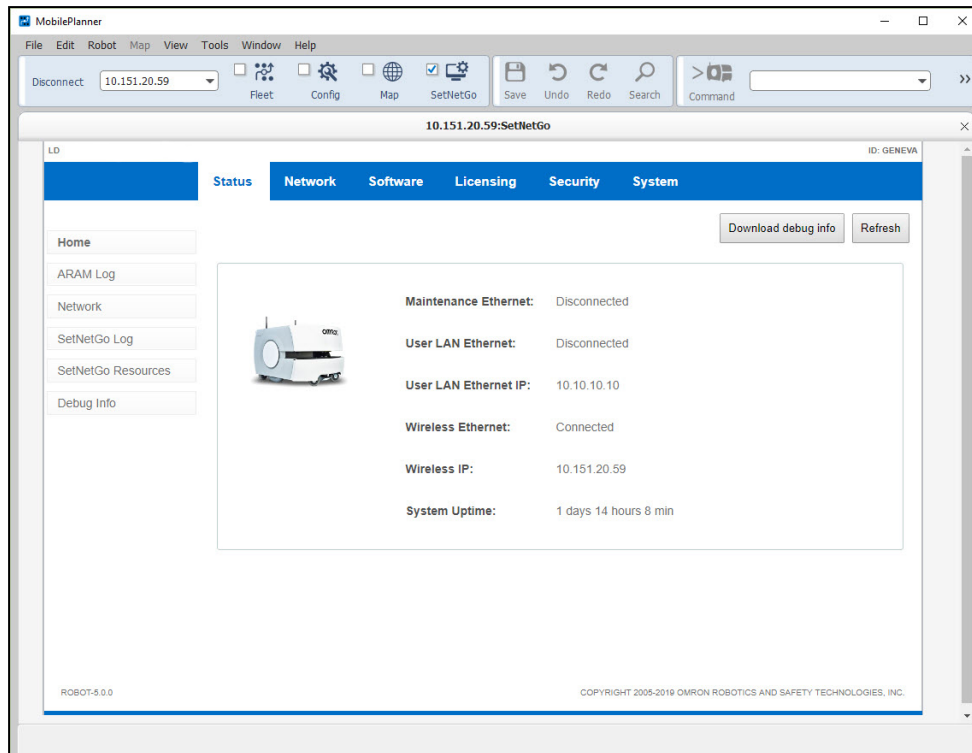 MobilePlanner
File Edit Robot Map View Tools Window Help
Disconnect 10.151.20.59 Fleet Config Map SetNetGo Save Undo Redo Search Command
10.151.20.59:SetNetGo
LD ID: GENEVA
Status Network Software Licensing Security System
Download debug info Refresh
Home
ARAM Log
Network
SetNetGo Log
SetNetGo Resources
Debug Info
Maintenance Ethernet: Disconnected
User LAN Ethernet: Disconnected
User LAN Ethernet IP: 10.10.10.10
Wireless Ethernet: Connected
Wireless IP: 10.151.20.59
System Uptime: 1 days 14 hours 8 min
omron
ROBOT-5.0.0 COPYRIGHT 2005-2019 OMRON ROBOTICS AND SAFETY TECHNOLOGIES, INC.